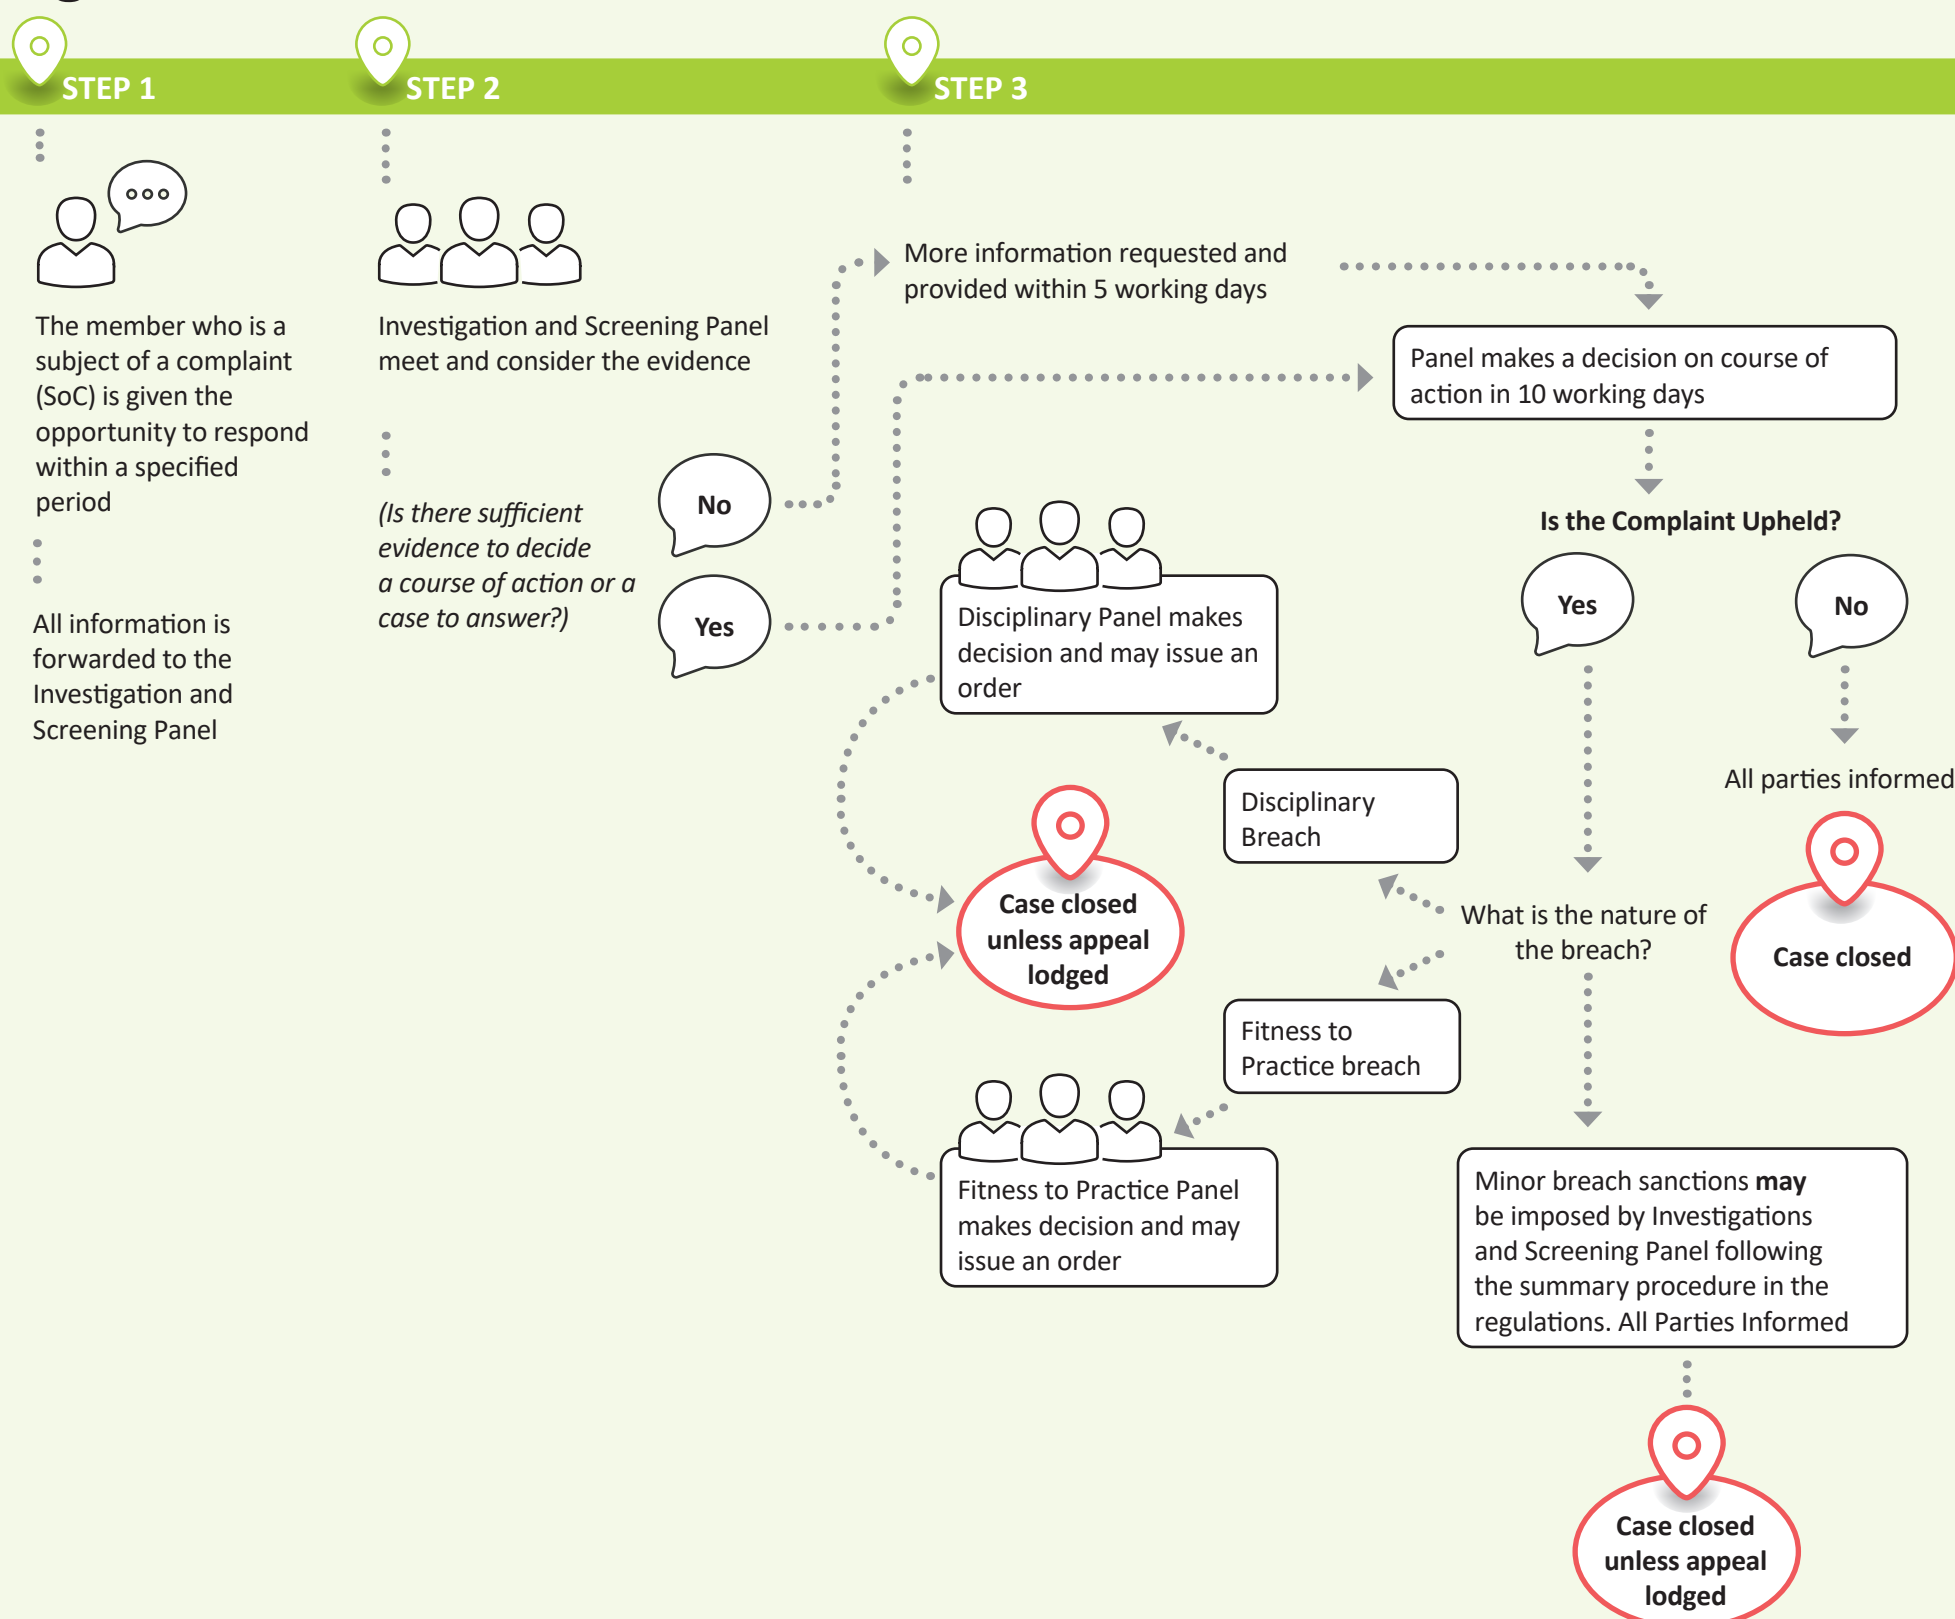 STEP 1
STEP 2
STEP 3
The member who is a
subject of a complaint
(SoC) is given the
opportunity to respond
within a specified
period
All information is
forwarded to the
Investigation and
Screening Panel
Investigation and Screening Panel
meet and consider the evidence
(Is there sufficient
evidence to decide
a course of action or a
case to answer?)
No
Yes
More information requested and
provided within 5 working days
Panel makes a decision on course of
action in 10 working days
Is the Complaint Upheld?
Yes
No
All parties informed
Case closed
What is the nature of
the breach?
Disciplinary
Breach
Disciplinary Panel makes
decision and may issue an
order
Case closed
unless appeal
lodged
Fitness to
Practice breach
Fitness to Practice Panel
makes decision and may
issue an order
Minor breach sanctions may
be imposed by Investigations
and Screening Panel following
the summary procedure in the
regulations. All Parties Informed
Case closed
unless appeal
lodged